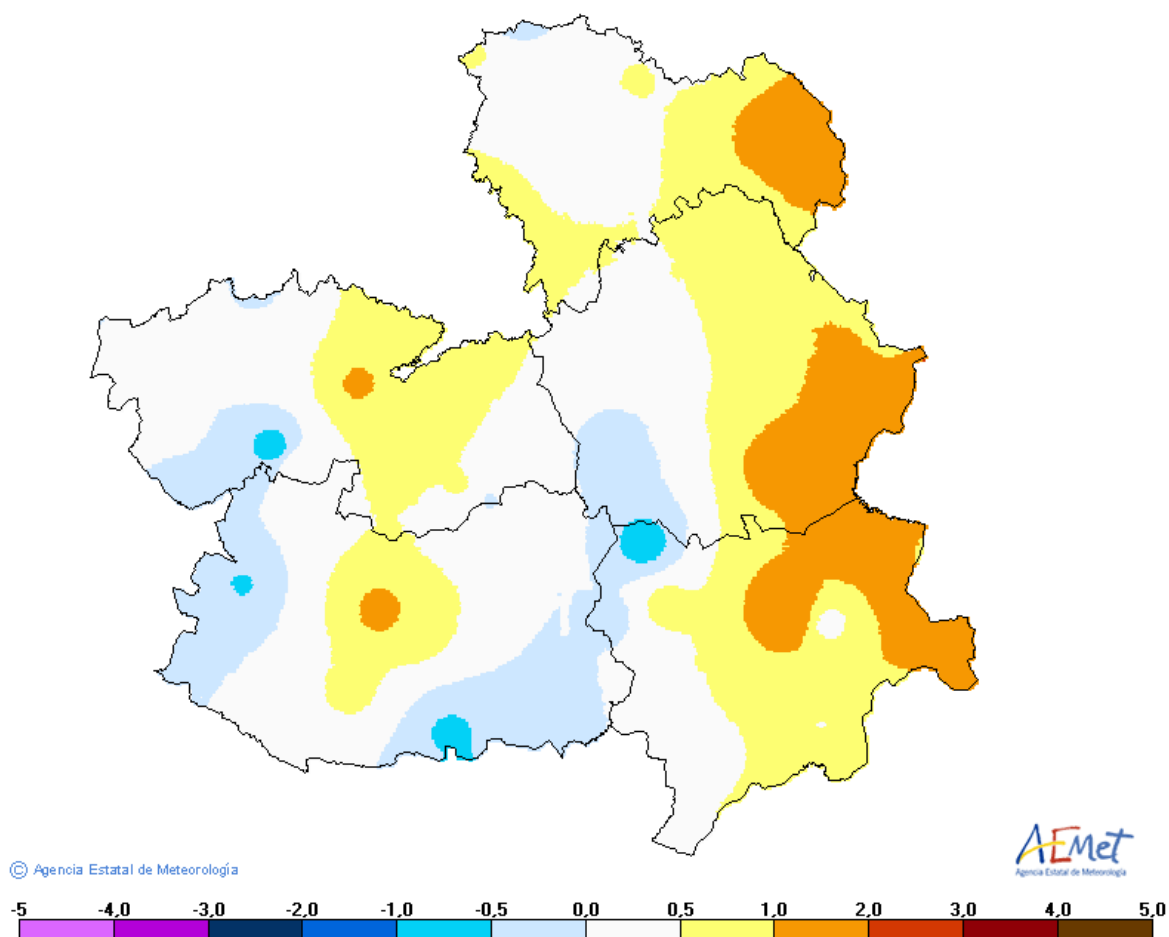 AEMet
Agencia Estatal de Meteorología
© Agencia Estatal de Meteorología
-5 -4,0 -3,0 -2,0 -1,0 -0,5 0,0 0,5 1,0 2,0 3,0 4,0 5,0